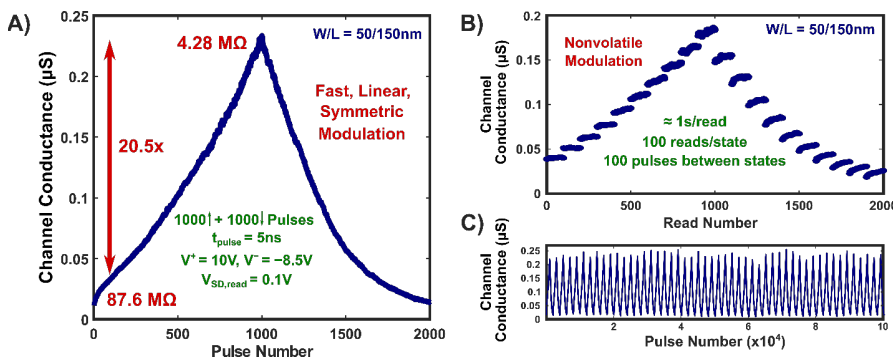 A)
Channel Conductance (µS)
0.25
0.2
0.15
0.1
0.05
0
0
500
1000
1500
2000
Pulse Number
4.28 MΩ
W/L = 50/150nm
Fast, Linear,
Symmetric
Modulation
20.5x
1000↑ + 1000↓ Pulses
tpulse = 5ns
V+ = 10V, V− = −8.5V
VSD,read = 0.1V
87.6 MΩ
B)
Channel
Conductance (µS)
0.2
0.15
0.1
0.05
0
0
500
1000
1500
2000
Read Number
Nonvolatile
Modulation
W/L = 50/150nm
≈ 1s/read
100 reads/state
100 pulses between states
C)
Channel
Conductance (µS)
0.25
0.2
0.15
0.1
0.05
0
2
4
6
8
10
Pulse Number (x10⁴)